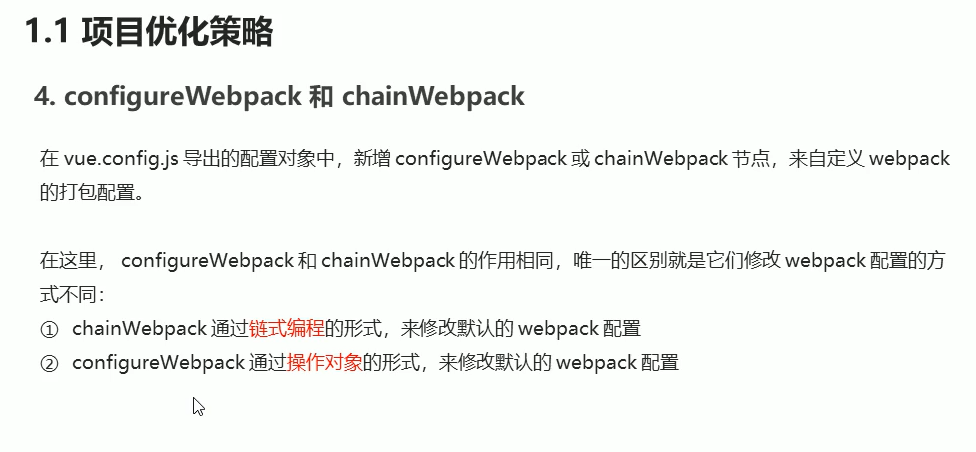 1.1 项目优化策略
4. configureWebpack 和 chainWebpack
在 vue.config.js 导出的配置对象中，新增 configureWebpack 或 chainWebpack 节点，来自定义 webpack
的打包配置。
在这里， configureWebpack 和 chainWebpack 的作用相同，唯一的区别就是它们修改 webpack 配置的方
式不同：
① chainWebpack 通过链式编程的形式，来修改默认的 webpack 配置
② configureWebpack 通过操作对象的形式，来修改默认的 webpack 配置